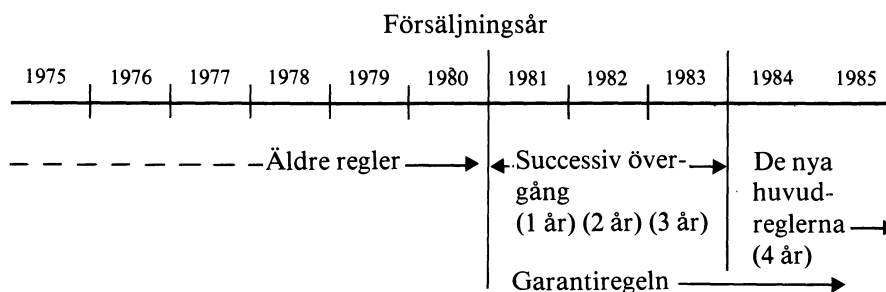 Försäljningsår
1975 1976 1977 1978 1979 1980 1981 1982 1983 1984 1985
Äldre regler Successiv över- De nya
gång huvud-
(1 år) (2 år) (3 år) reglerna
(4 år)
Garantiregeln